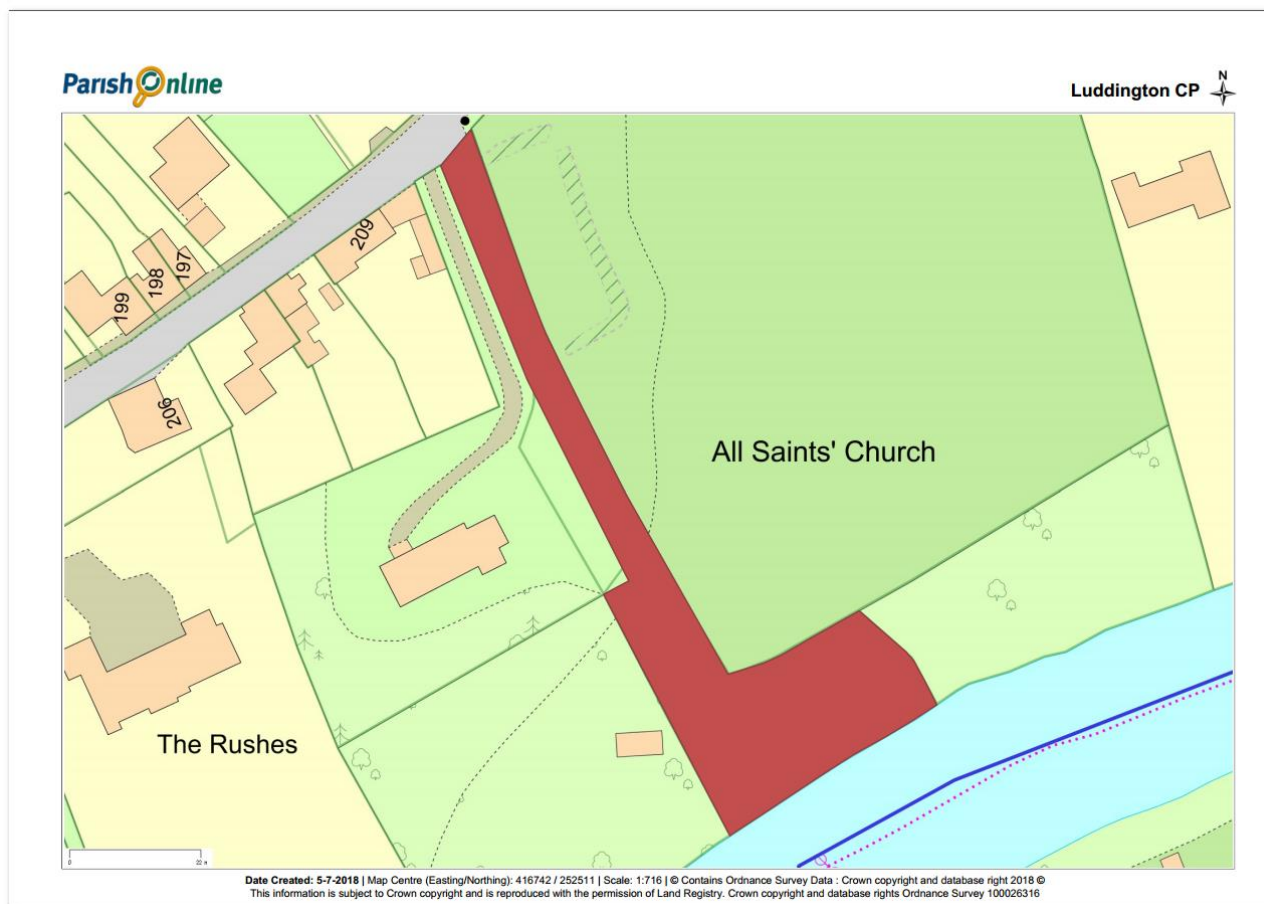 Parish Online
Luddington CP
N
209
197
198
199
206
All Saints' Church
The Rushes
0
22 m
Date Created: 5-7-2018 | Map Centre (Easting/Northing): 416742 / 252511 | Scale: 1:716 | © Contains Ordnance Survey Data : Crown copyright and database right 2018 ©
This information is subject to Crown copyright and is reproduced with the permission of Land Registry. Crown copyright and database rights Ordnance Survey 100026316